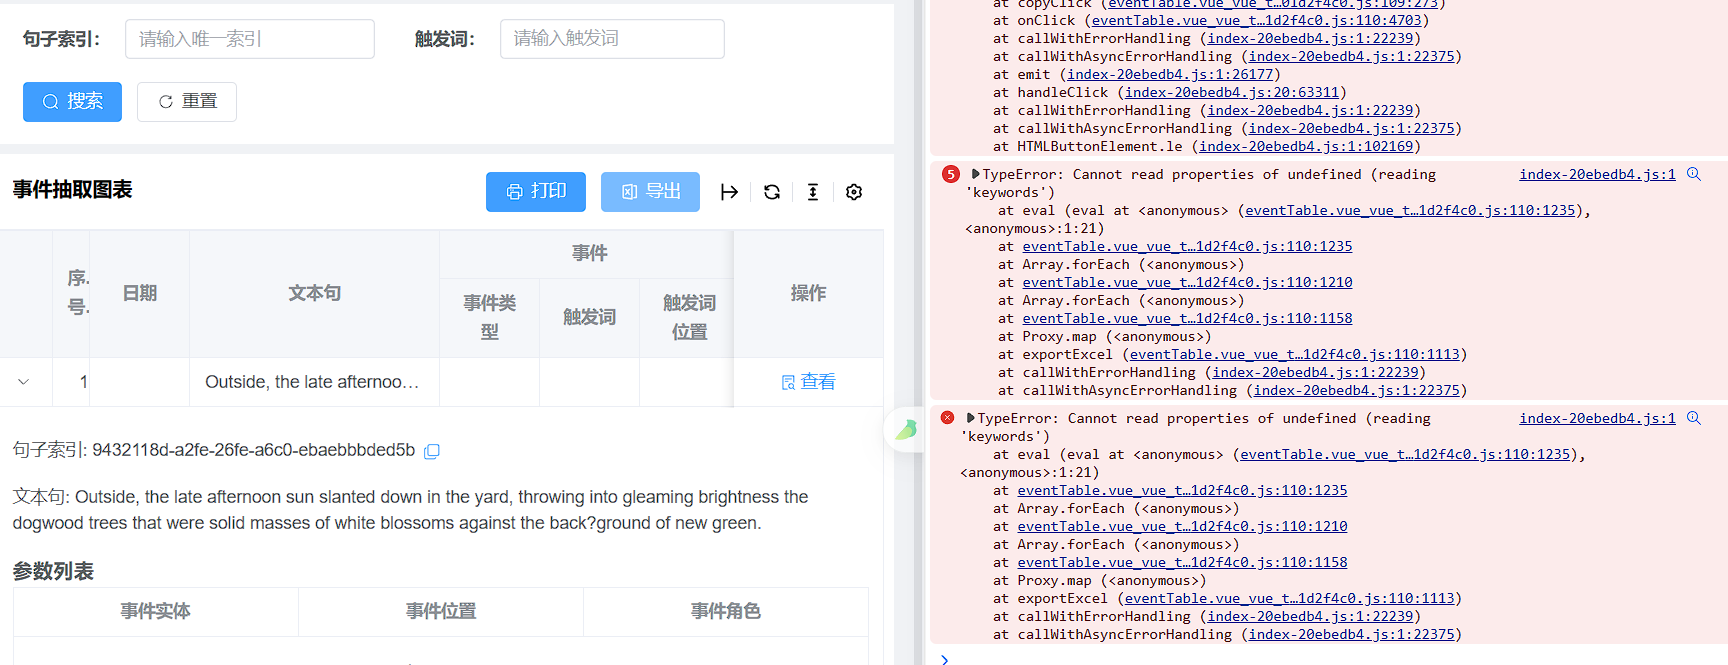 句子索引：
请输入唯一索引
触发词：
请输入触发词
搜索
重置
事件抽取图表
打印
导出
序.
号.
日期
文本句
事件
事件类
型
触发词
触发词
位置
操作
1
Outside, the late afternoo…
查看
句子索引: 9432118d-a2fe-26fe-a6c0-ebaebbbded5b
文本句: Outside, the late afternoon sun slanted down in the yard, throwing into gleaming brightness the
dogwood trees that were solid masses of white blossoms against the back?ground of new green.
参数列表
事件实体
事件位置
事件角色
at copyClick (eventTable.vue_vue_t…01d2f4c0.js:109:273)
at onClick (eventTable.vue_vue_t…1d2f4c0.js:110:4703)
at callWithErrorHandling (index-20ebedb4.js:1:22239)
at callWithAsyncErrorHandling (index-20ebedb4.js:1:22375)
at emit (index-20ebedb4.js:1:26177)
at handleClick (index-20ebedb4.js:20:63311)
at callWithErrorHandling (index-20ebedb4.js:1:22239)
at callWithAsyncErrorHandling (index-20ebedb4.js:1:22375)
at HTMLButtonElement.le (index-20ebedb4.js:1:102169)
5 TypeError: Cannot read properties of undefined (reading index-20ebedb4.js:1
'keywords')
at eval (eval at <anonymous> (eventTable.vue_vue_t…1d2f4c0.js:110:1235),
<anonymous>:1:21)
at eventTable.vue_vue_t…1d2f4c0.js:110:1235
at Array.forEach (<anonymous>)
at eventTable.vue_vue_t…1d2f4c0.js:110:1210
at Array.forEach (<anonymous>)
at eventTable.vue_vue_t…1d2f4c0.js:110:1158
at Proxy.map (<anonymous>)
at exportExcel (eventTable.vue_vue_t…1d2f4c0.js:110:1113)
at callWithErrorHandling (index-20ebedb4.js:1:22239)
at callWithAsyncErrorHandling (index-20ebedb4.js:1:22375)
TypeError: Cannot read properties of undefined (reading index-20ebedb4.js:1
'keywords')
at eval (eval at <anonymous> (eventTable.vue_vue_t…1d2f4c0.js:110:1235),
<anonymous>:1:21)
at eventTable.vue_vue_t…1d2f4c0.js:110:1235
at Array.forEach (<anonymous>)
at eventTable.vue_vue_t…1d2f4c0.js:110:1210
at Array.forEach (<anonymous>)
at eventTable.vue_vue_t…1d2f4c0.js:110:1158
at Proxy.map (<anonymous>)
at exportExcel (eventTable.vue_vue_t…1d2f4c0.js:110:1113)
at callWithErrorHandling (index-20ebedb4.js:1:22239)
at callWithAsyncErrorHandling (index-20ebedb4.js:1:22375)